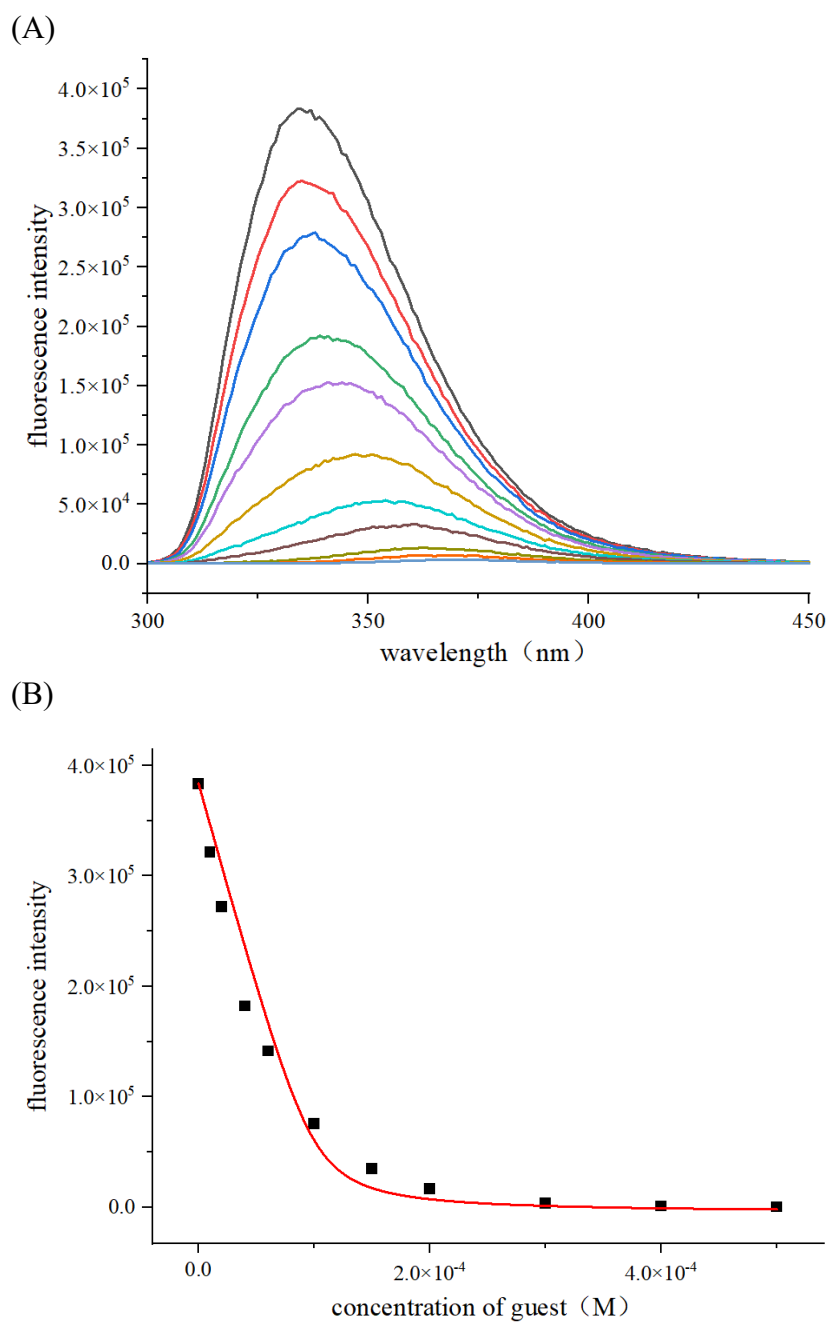 (A)
4.0×10⁵
3.5×10⁵
3.0×10⁵
2.5×10⁵
2.0×10⁵
1.5×10⁵
1.0×10⁵
5.0×10⁴
0.0
fluorescence intensity
300 350 400 450
wavelength（nm）
(B)
4.0×10⁵
3.0×10⁵
2.0×10⁵
1.0×10⁵
0.0
fluorescence intensity
0.0 2.0×10⁻⁴ 4.0×10⁻⁴
concentration of guest（M）